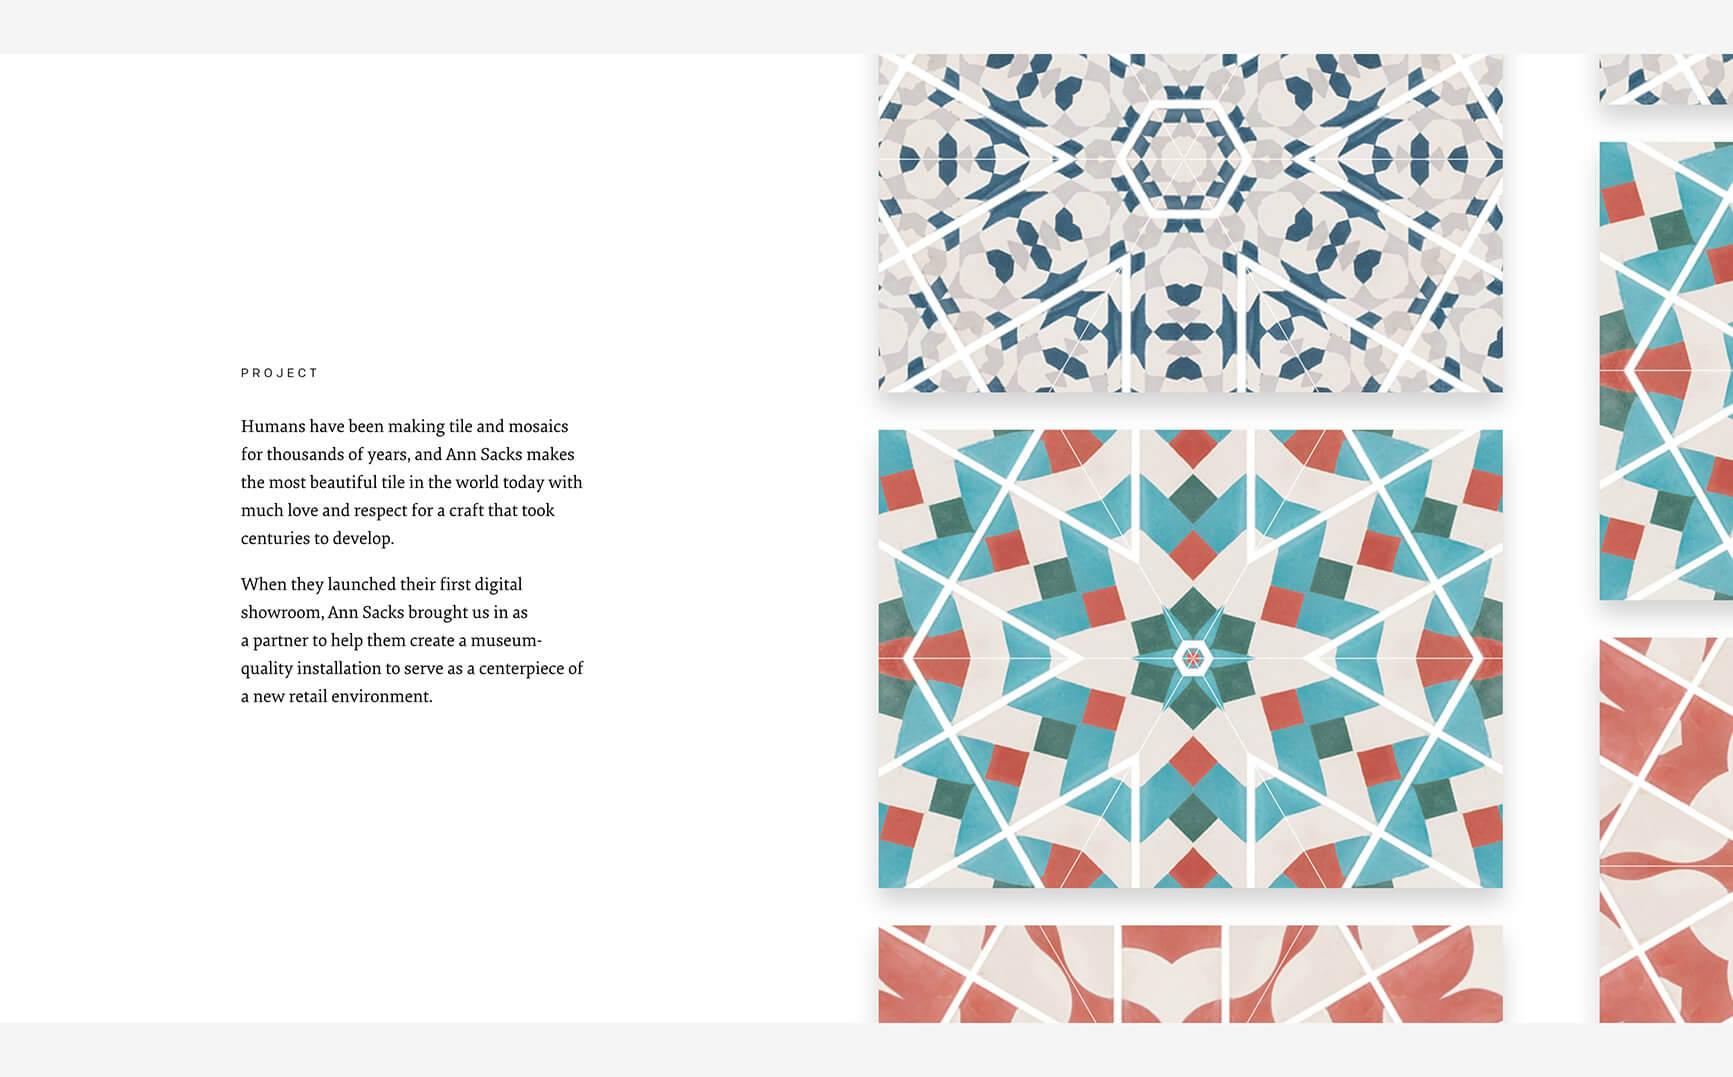 PROJECT
Humans have been making tile and mosaics
for thousands of years, and Ann Sacks makes
the most beautiful tile in the world today with
much love and respect for a craft that took
centuries to develop.
When they launched their first digital
showroom, Ann Sacks brought us in as
a partner to help them create a museum-
quality installation to serve as a centerpiece of
a new retail environment.